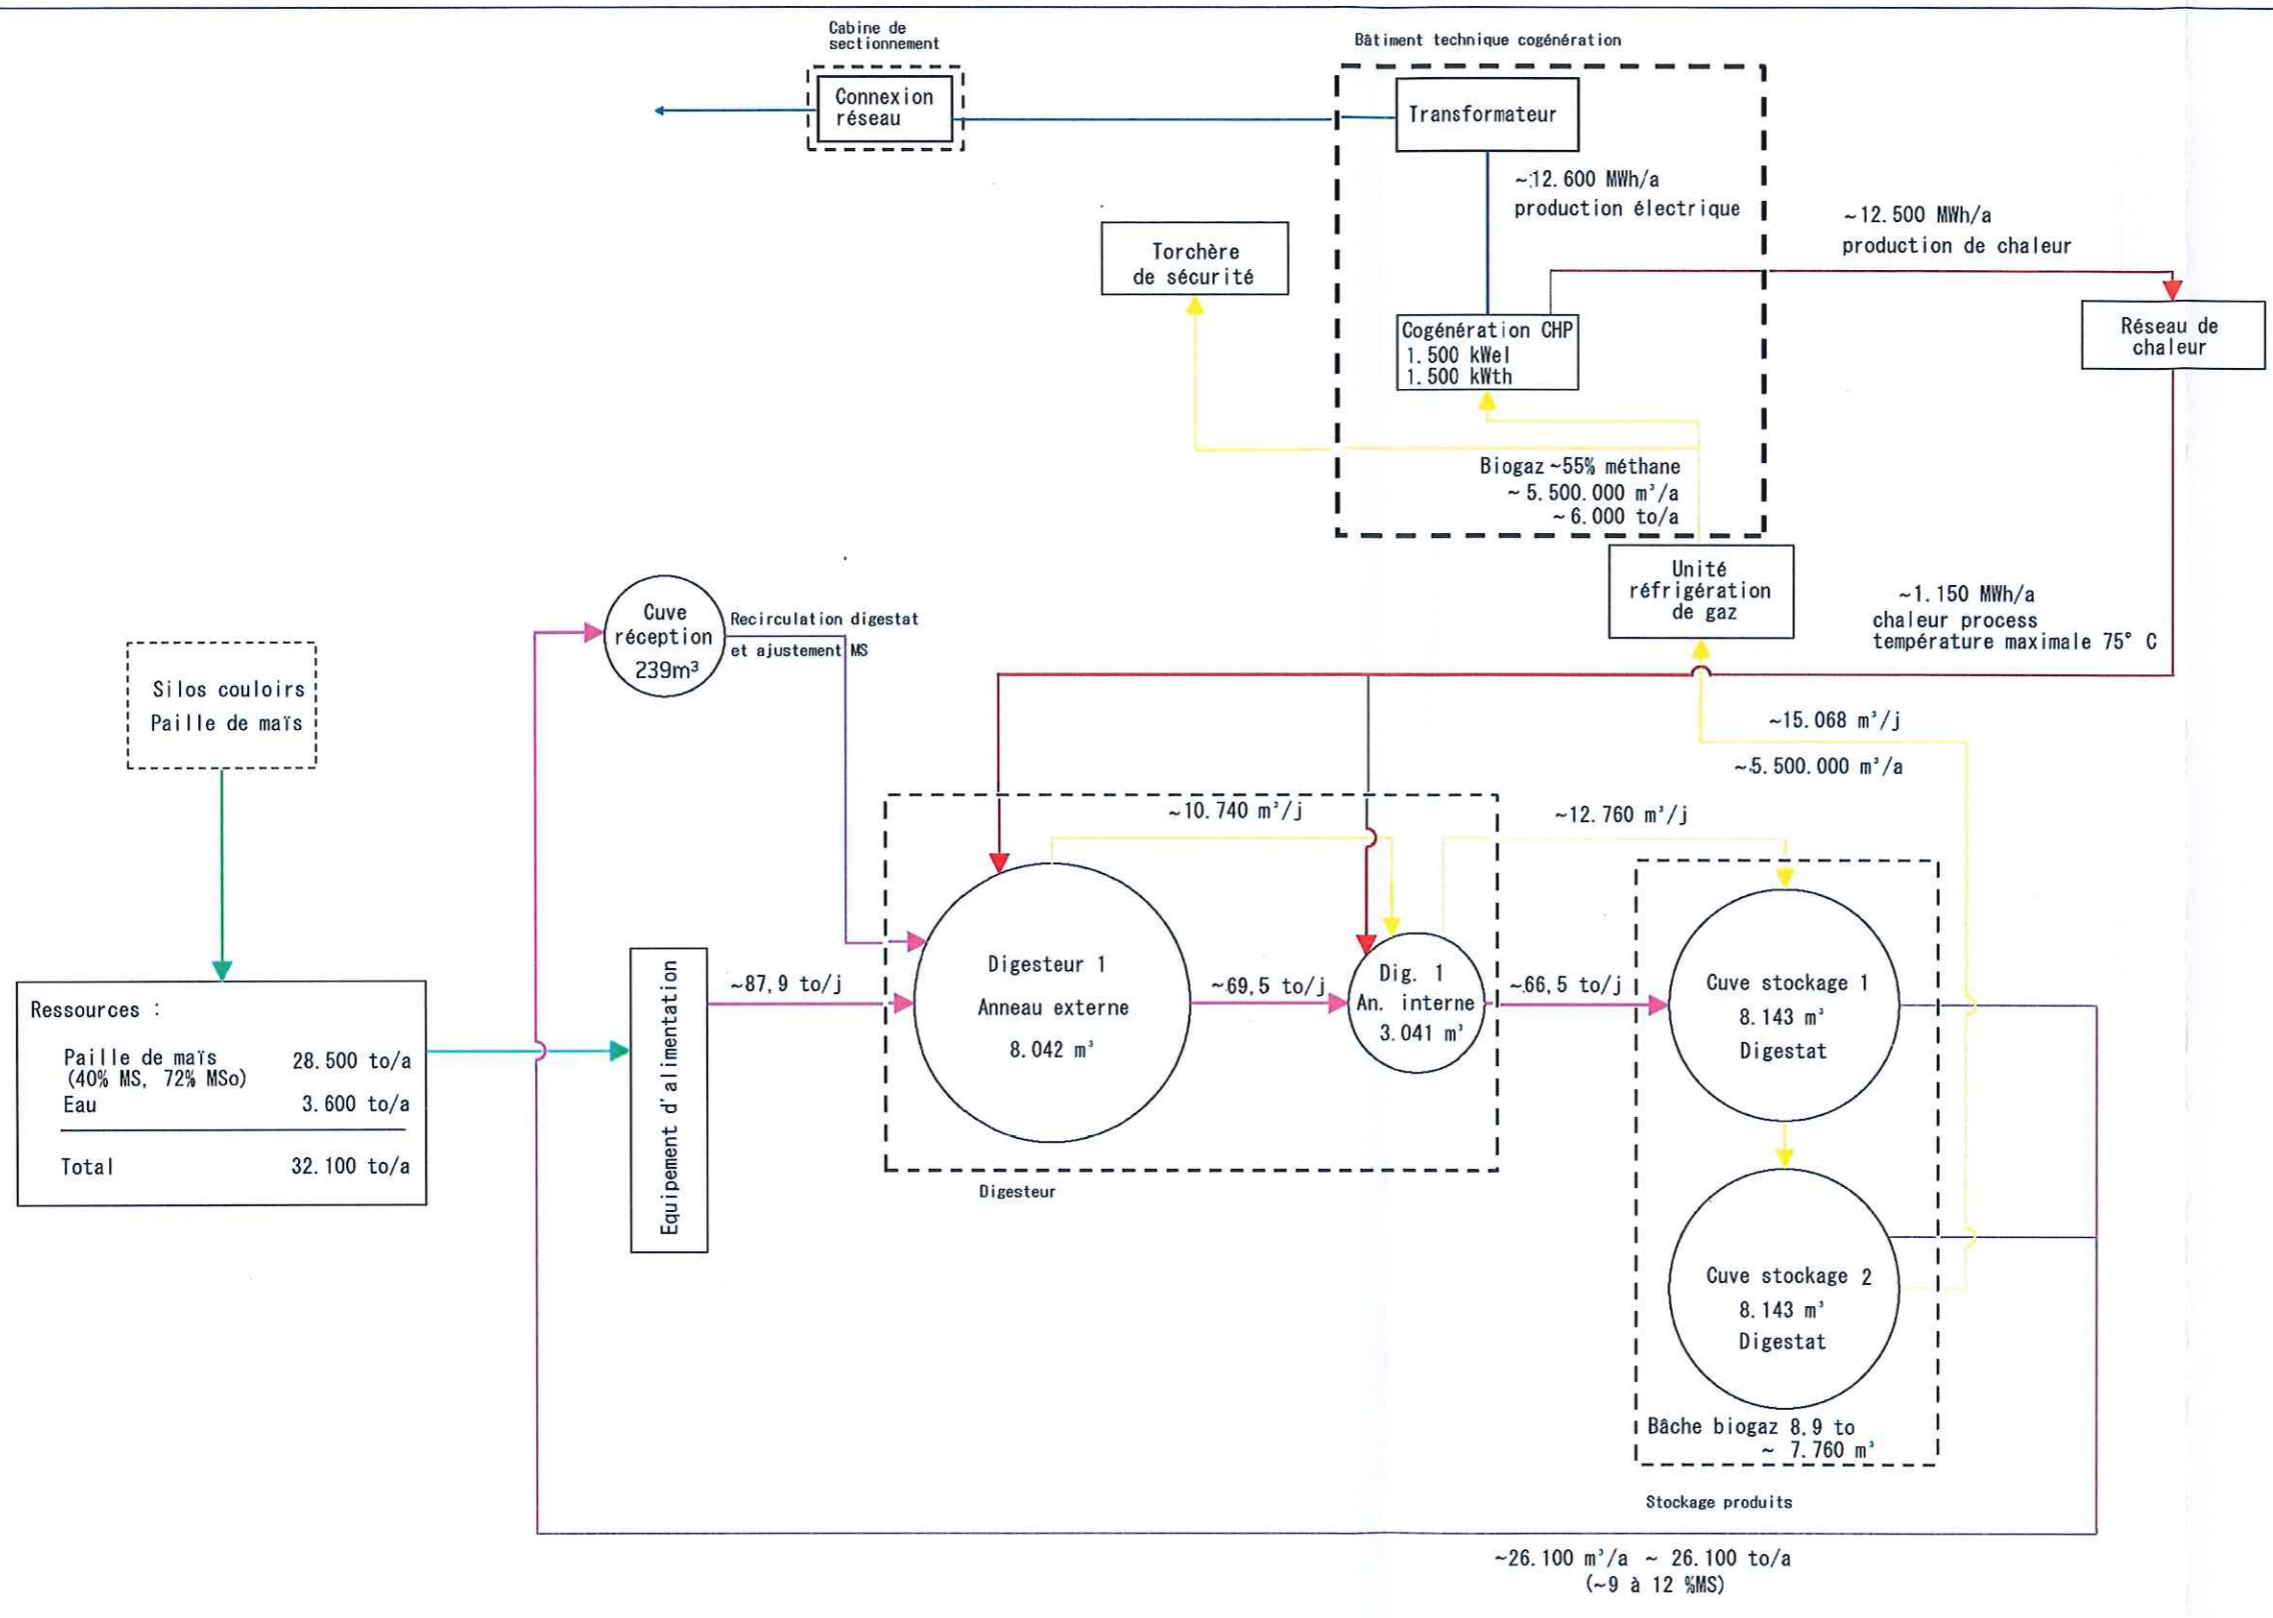 Cabine de
sectionnement
Connexion
réseau
Bâtiment technique cogénération
Transformateur
~12.600 MWh/a
production électrique
~12.500 MWh/a
production de chaleur
Torchère
de sécurité
Cogénération CHP
1.500 kWel
1.500 kWth
Réseau de
chaleur
Biogaz ~55% méthane
~ 5.500.000 m³/a
~ 6.000 to/a
Unité
réfrigération
de gaz
~1.150 MWh/a
chaleur process
température maximale 75° C
Cuve
réception
239m³
Recirculation digestat
et ajustement MS
Silos couloirs
Paille de maïs
~15.068 m³/j
~5.500.000 m³/a
~10.740 m³/j
~12.760 m³/j
Ressources :
Paille de maïs 28.500 to/a
(40% MS, 72% MSo)
Eau 3.600 to/a
Total 32.100 to/a
Equipement d'alimentation
~87,9 to/j
Digesteur 1
Anneau externe
8.042 m³
~69,5 to/j
Dig. 1
An. interne
3.041 m³
~66,5 to/j
Cuve stockage 1
8.143 m³
Digestat
Digesteur
Cuve stockage 2
8.143 m³
Digestat
Bâche biogaz 8,9 to
~ 7.760 m³
Stockage produits
~26.100 m³/a ~ 26.100 to/a
(~9 à 12 %MS)